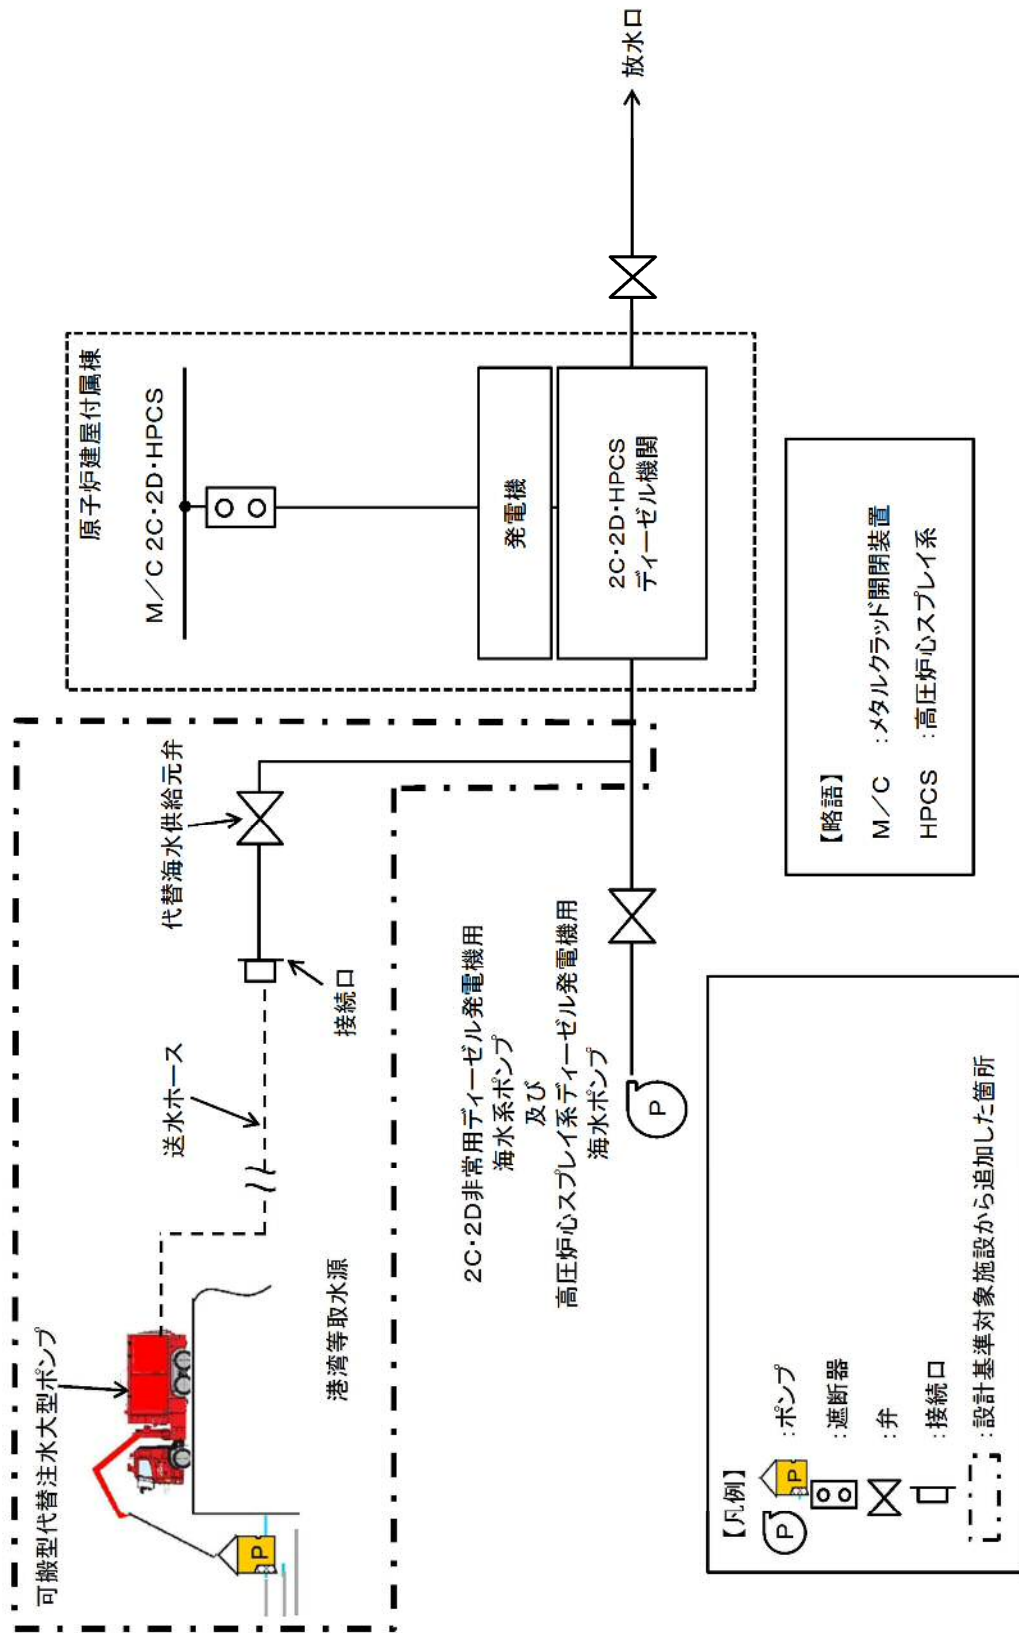 可搬型代替注水大型ポンプ
P
港湾等取水源
送水ホース
接続口
代替海水供給元弁
原子炉建屋付属棟
M/C 2C・2D・HPCS
発電機
2C・2D・HPCS
ディーゼル機関
放水口
2C・2D非常用ディーゼル発電機用
海水系ポンプ
及び
高圧炉心スプレイ系ディーゼル発電機用
海水ポンプ
P
【凡例】
P
P
:ポンプ
:遮断器
:弁
:接続口
:設計基準対象施設から追加した箇所
【略語】
M/C :メタルクラッド開閉装置
HPCS :高圧炉心スプレイ系